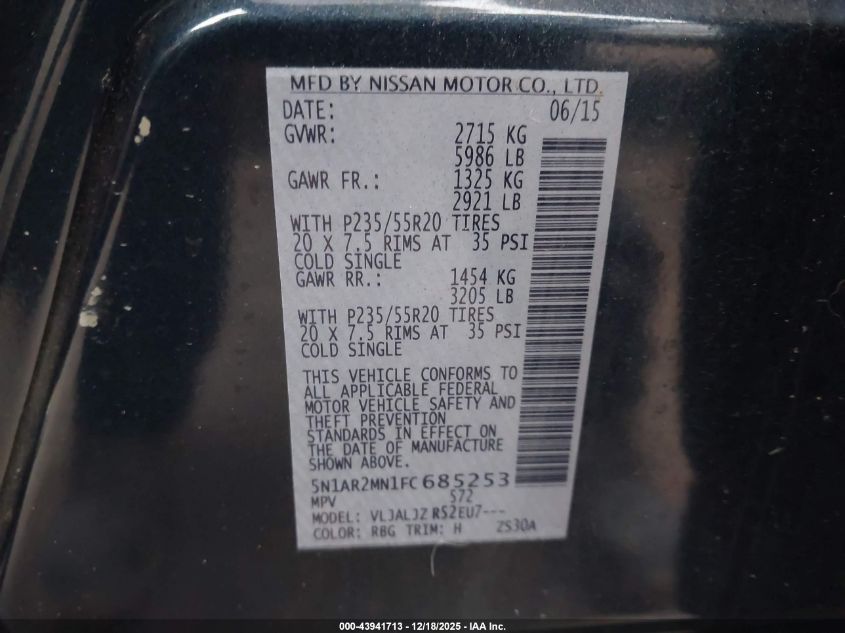 MFD BY NISSAN MOTOR CO., LTD.
DATE: 06/15
GVWR: 2715 KG
5986 LB
GAWR FR.: 1325 KG
2921 LB
WITH P235/55R20 TIRES
20 X 7.5 RIMS AT 35 PSI
COLD SINGLE
GAWR RR.: 1454 KG
3205 LB
WITH P235/55R20 TIRES
20 X 7.5 RIMS AT 35 PSI
COLD SINGLE
THIS VEHICLE CONFORMS TO
ALL APPLICABLE FEDERAL
MOTOR VEHICLE SAFETY AND
THEFT PREVENTION
STANDARDS IN EFFECT ON
THE DATE OF MANUFACTURE
SHOWN ABOVE.
5N1AR2MN1FC685253
MPV S72
MODEL: VLJALJZ RS2EU7---
COLOR: RBG TRIM: H ZS30A
000-43941713 - 12/18/2025 - IAA Inc.